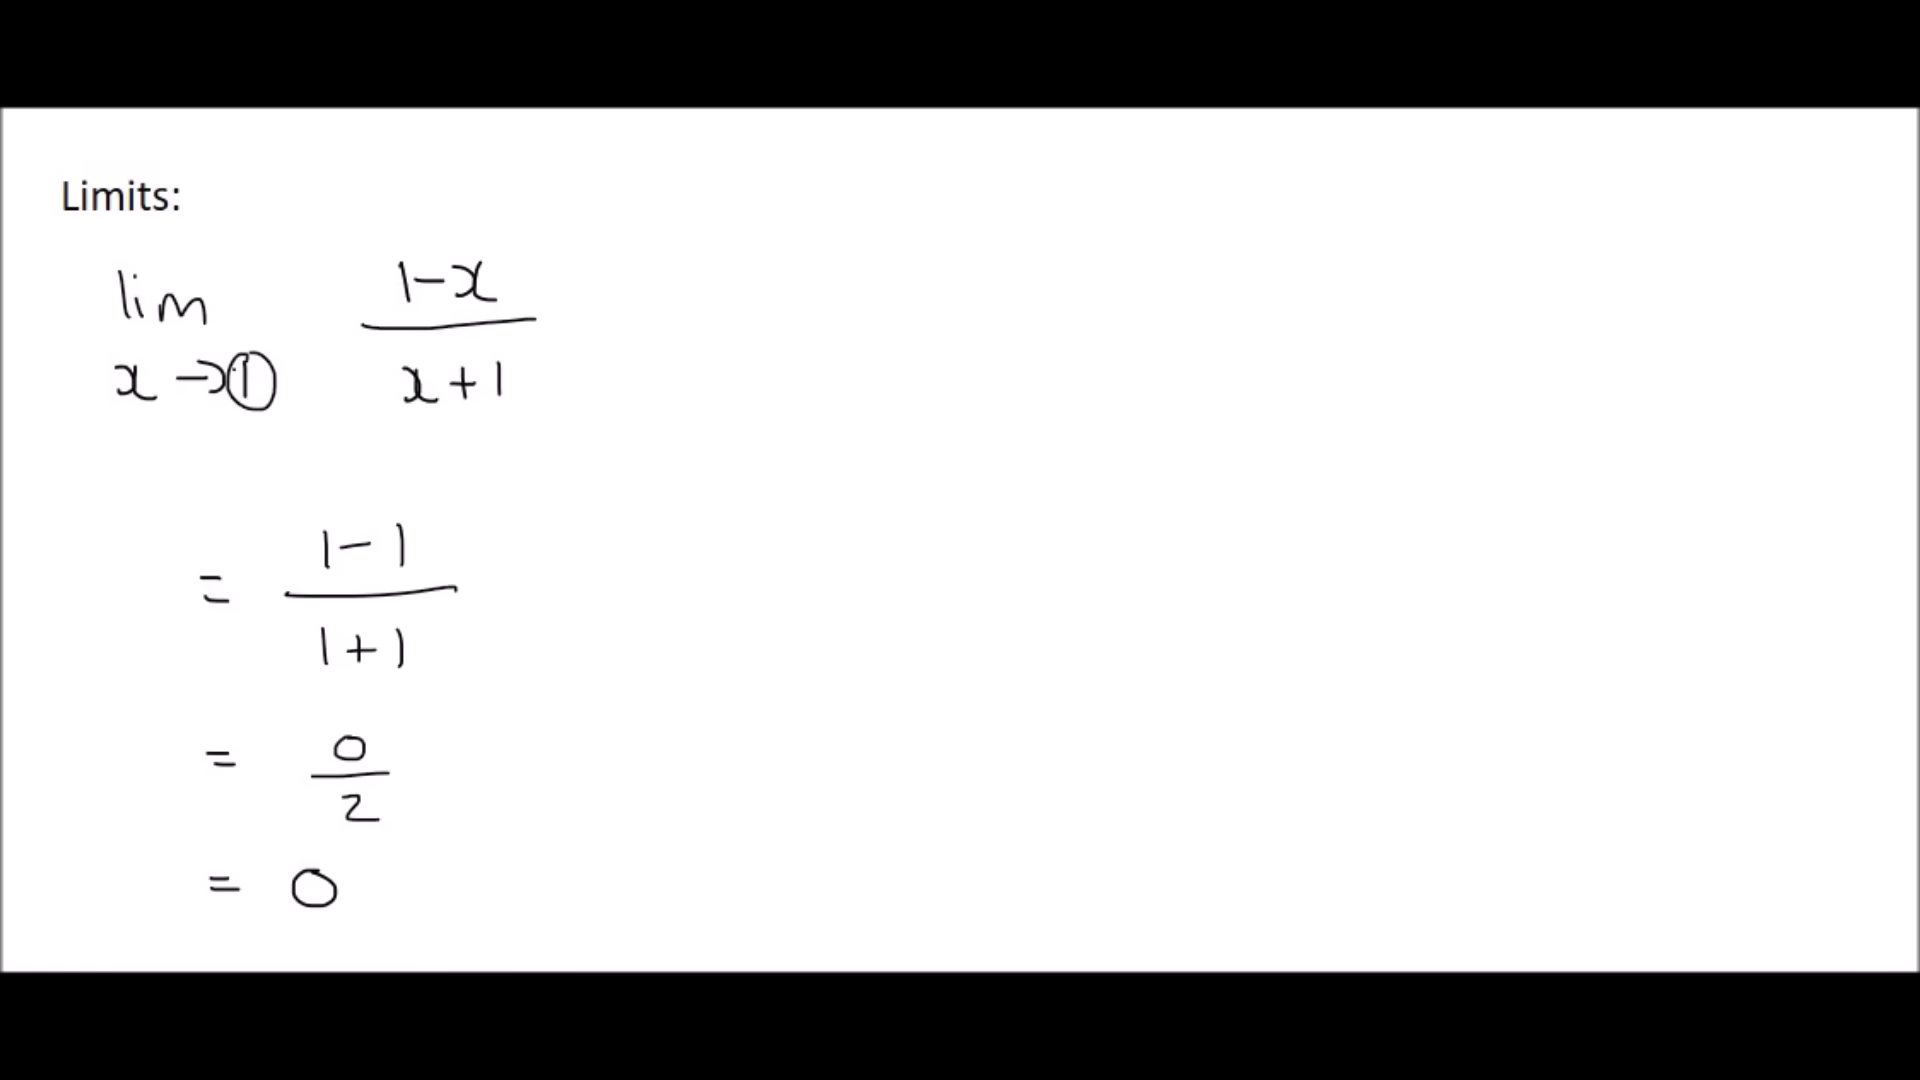 Limits:
lim 1-x
x→1 x+1
= 1-1
1+1
= 0
2
= 0